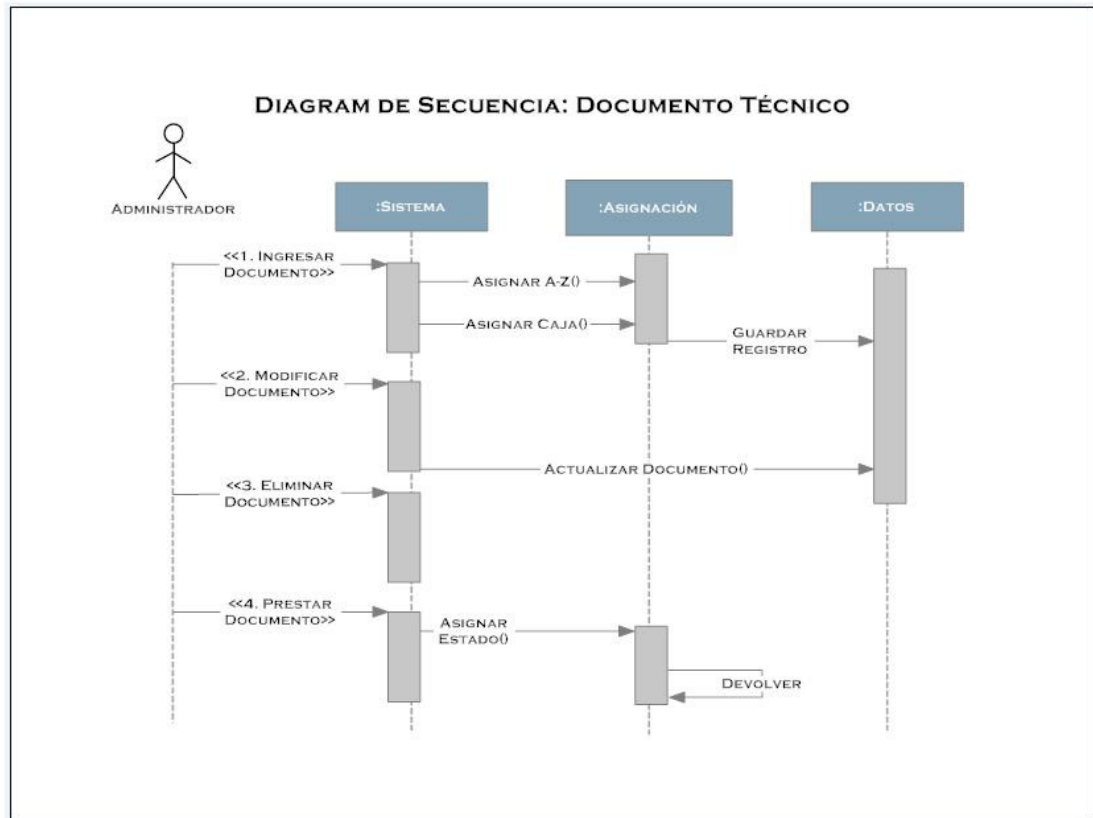 DIAGRAM DE SECUENCIA: DOCUMENTO TÉCNICO
ADMINISTRADOR
:SISTEMA
:ASIGNACIÓN
:DATOS
<<1. INGRESAR
DOCUMENTO>>
ASIGNAR A-Z()
ASIGNAR CAJA()
GUARDAR
REGISTRO
<<2. MODIFICAR
DOCUMENTO>>
ACTUALIZAR DOCUMENTO()
<<3. ELIMINAR
DOCUMENTO>>
<<4. PRESTAR
DOCUMENTO>>
ASIGNAR
ESTADO()
DEVOLVER